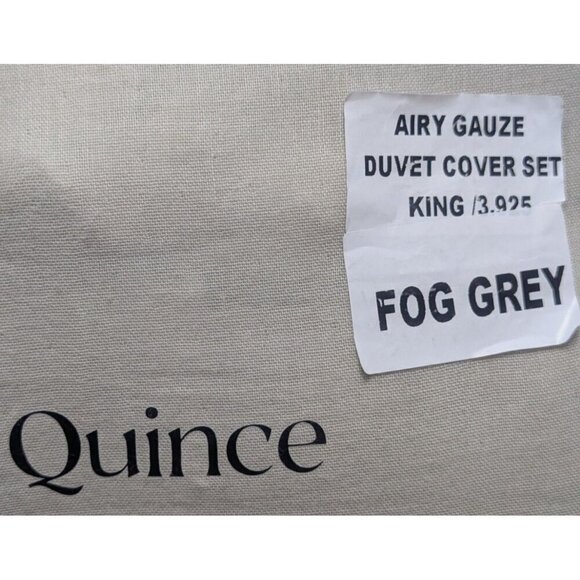 AIRY GAUZE
DUVET COVER SET
KiNG /3.925
FOG GREY
Quince